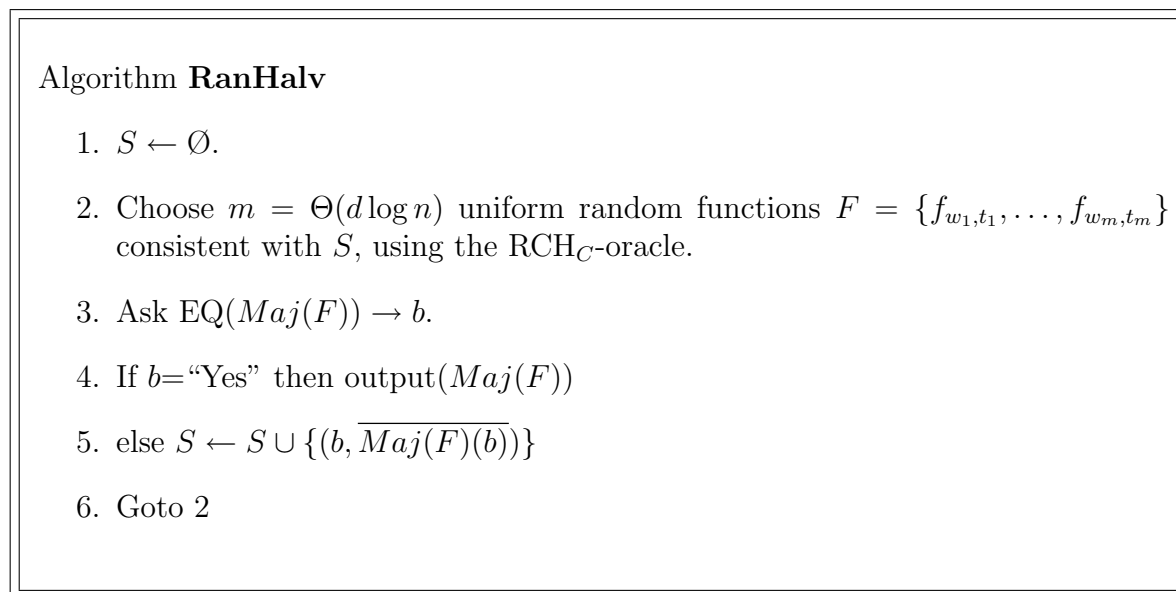 Algorithm RanHalv
1. S ← Ø.
2. Choose m = Θ(d log n) uniform random functions F = {f_{w_1,t_1}, . . . , f_{w_m,t_m}}
consistent with S, using the RCH_C-oracle.
3. Ask EQ(Maj(F)) → b.
4. If b=“Yes” then output(Maj(F))
5. else S ← S ∪ {(b, \overline{Maj(F)(b)})}
6. Goto 2